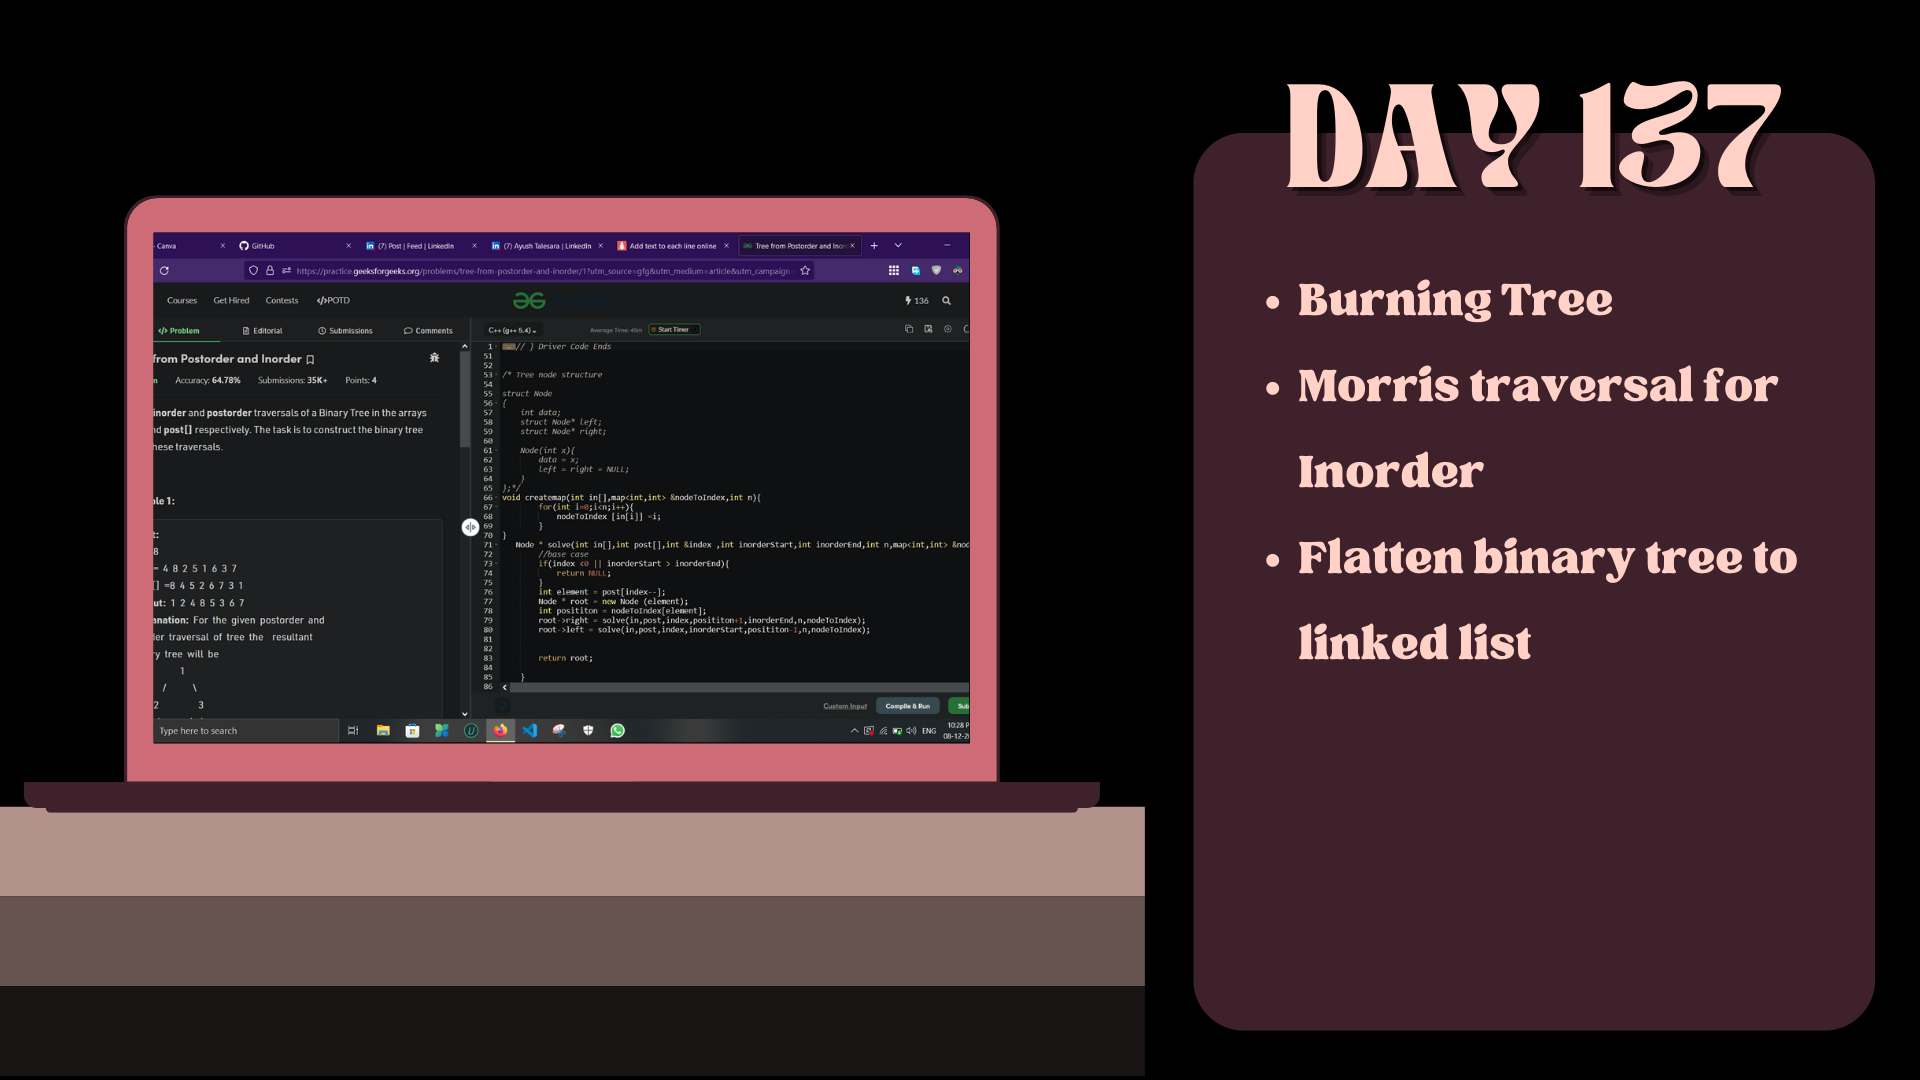 DAY 137
Burning Tree
Morris traversal for
Inorder
Flatten binary tree to
linked list
Canva
GitHub
(7) Post | Feed | LinkedIn
(7) Ayush Talesara | LinkedIn
Add text to each line online
Tree from Postorder and Inor
https://practice.geeksforgeeks.org/problems/tree-from-postorder-and-inorder/1?utm_source=gfg&utm_medium=article&utm_campaign
Courses
Get Hired
Contests
</>POTD
136
</> Problem
Editorial
Submissions
Comments
C++ (g++ 5.4)
Average Time: 45m
Start Timer
from Postorder and Inorder
Accuracy: 64.78%
Submissions: 35K+
Points: 4
inorder and postorder traversals of a Binary Tree in the arrays
nd post[] respectively. The task is to construct the binary tree
hese traversals.
ple 1:
t:
8
= 4 8 2 5 1 6 3 7
[] =8 4 5 2 6 7 3 1
ut: 1 2 4 8 5 3 6 7
anation: For the given postorder and
der traversal of tree the resultant
ry tree will be
1
/ \
2 3
1 // } Driver Code Ends
51
52
53 /* Tree node structure
54
55 struct Node
56 {
57 int data;
58 struct Node* left;
59 struct Node* right;
60
61 Node(int x){
62 data = x;
63 left = right = NULL;
64 }
65 };*/
66 void createmap(int in[],map<int,int> &nodeToIndex,int n){
67 for(int i=0;i<n;i++){
68 nodeToIndex [in[i]] =i;
69 }
70 }
71 Node * solve(int in[],int post[],int &index ,int inorderStart,int inorderEnd,int n,map<int,int> &nod
72 //base case
73 if(index <0 || inorderStart > inorderEnd){
74 return NULL;
75 }
76 int element = post[index--];
77 Node * root = new Node (element);
78 int posititon = nodeToIndex[element];
79 root->right = solve(in,post,index,posititon+1,inorderEnd,n,nodeToIndex);
80 root->left = solve(in,post,index,inorderStart,posititon-1,n,nodeToIndex);
81
82
83 return root;
84
85 }
86
Custom Input
Compile & Run
Sub
Type here to search
ENG
10:28 P
08-12-2